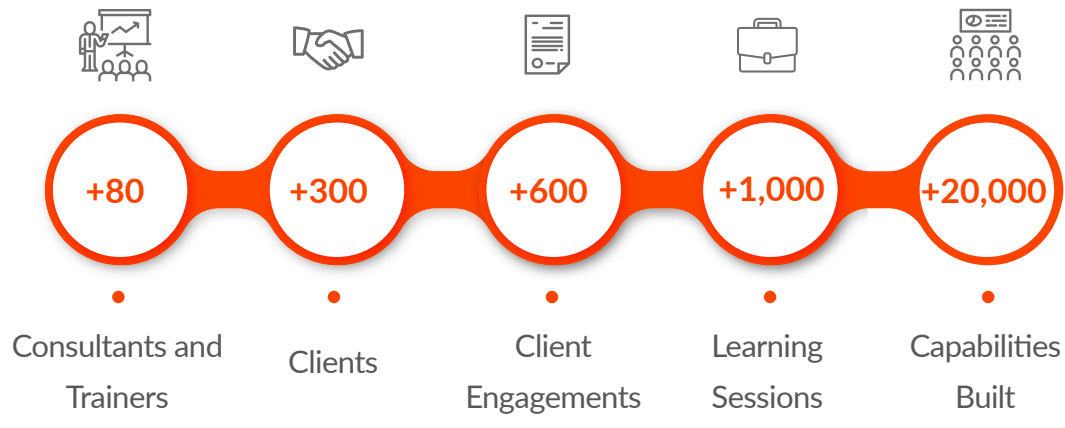 +80
+300
+600
+1,000
+20,000
Consultants and
Trainers
Clients
Client
Engagements
Learning
Sessions
Capabilities
Built